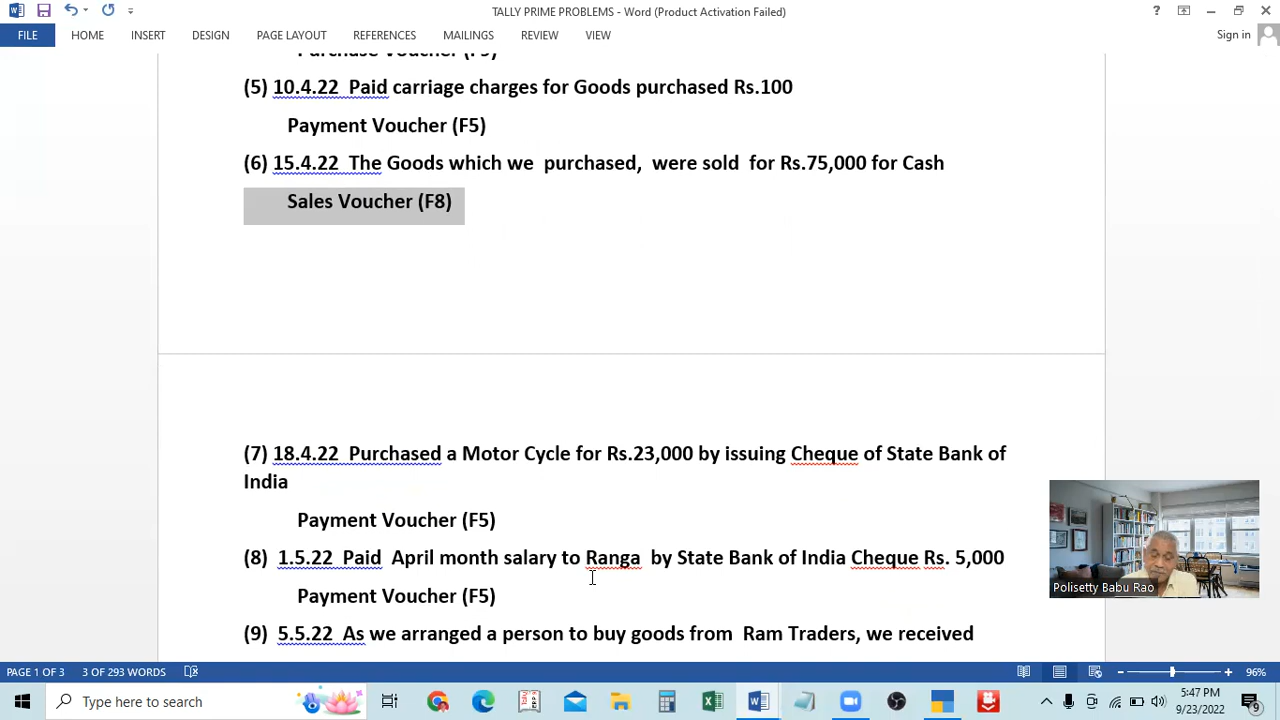 TALLY PRIME PROBLEMS - Word (Product Activation Failed)
?
FILE HOME INSERT DESIGN PAGE LAYOUT REFERENCES MAILINGS REVIEW VIEW Sign in
Purchase Voucher (F9)
(5) 10.4.22 Paid carriage charges for Goods purchased Rs.100
Payment Voucher (F5)
(6) 15.4.22 The Goods which we purchased, were sold for Rs.75,000 for Cash
Sales Voucher (F8)
(7) 18.4.22 Purchased a Motor Cycle for Rs.23,000 by issuing Cheque of State Bank of
India
Payment Voucher (F5)
(8) 1.5.22 Paid April month salary to Ranga by State Bank of India Cheque Rs. 5,000
Payment Voucher (F5)
(9) 5.5.22 As we arranged a person to buy goods from Ram Traders, we received
Polisetty Babu Rao
PAGE 1 OF 3 3 OF 293 WORDS 96%
Type here to search
5:47 PM
9/23/2022
9